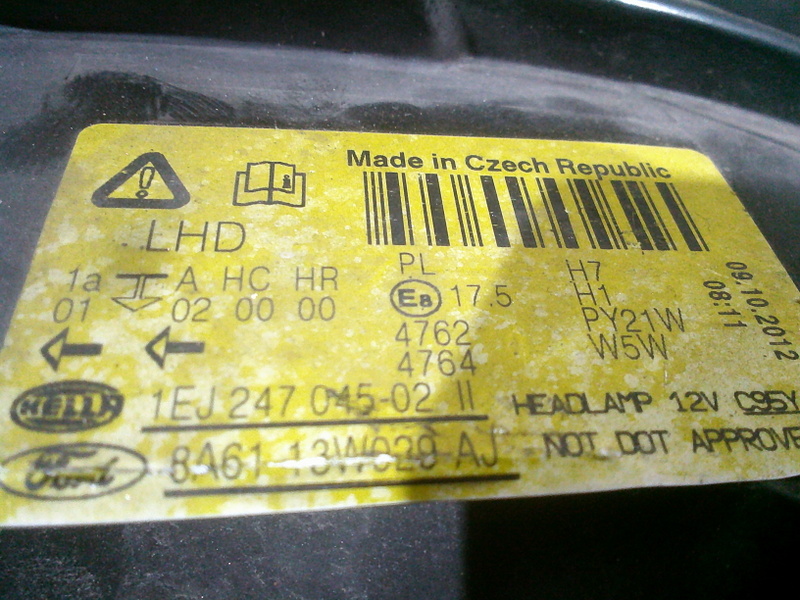 Made in Czech Republic
LHD
1a A HC HR
01 02 00 00
PL
E8 17.5
4762
4764
H7
H1
PY21W
W5W
09.10.2012
08:11
HELLA 1EJ 247 045-02 II
HEADLAMP 12V C95Y
Ford 8A61 13W029 AJ
NOT DOT APPROVE